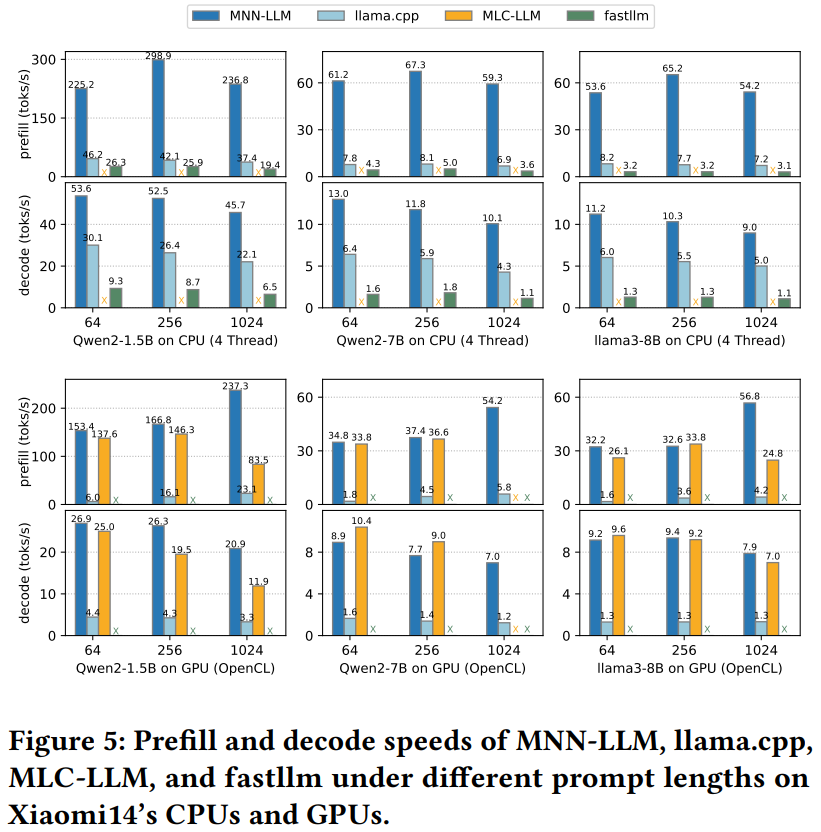 MNN-LLM llama.cpp MLC-LLM fastllm
prefill (toks/s)
300
150
0
225.2 46.2 X 26.3 298.9 42.1 X 25.9 236.8 37.4 X 19.4
60
30
0
61.2 7.8 X 4.3 67.3 8.1 X 5.0 59.3 6.9 X 3.6
60
30
0
53.6 8.2 X 3.2 65.2 7.7 X 3.2 54.2 7.2 X 3.1
decode (toks/s)
40
20
0
53.6 30.1 X 9.3 52.5 26.4 X 8.7 45.7 22.1 X 6.5
10
5
0
13.0 6.4 X 1.6 11.8 5.9 X 1.8 10.1 4.3 X 1.1
10
5
0
11.2 6.0 X 1.3 10.3 5.5 X 1.3 9.0 5.0 X 1.1
64 256 1024 64 256 1024 64 256 1024
Qwen2-1.5B on CPU (4 Thread) Qwen2-7B on CPU (4 Thread) llama3-8B on CPU (4 Thread)
prefill (toks/s)
200
100
0
153.4 6.0 137.6 X 166.8 16.1 146.3 X 237.3 23.1 83.5 X
60
30
0
34.8 1.8 33.8 X 37.4 4.5 36.6 X 54.2 5.8 X X
60
30
0
32.2 1.6 26.1 X 32.6 3.6 33.8 X 56.8 4.2 24.8 X
decode (toks/s)
20
10
0
26.9 4.4 25.0 X 26.3 4.3 19.5 X 20.9 3.3 11.9 X
8
4
0
8.9 1.6 10.4 X 7.7 1.4 9.0 X 7.0 1.2 X X
8
4
0
9.2 1.3 9.6 X 9.4 1.3 9.2 X 7.9 1.3 7.0 X
64 256 1024 64 256 1024 64 256 1024
Qwen2-1.5B on GPU (OpenCL) Qwen2-7B on GPU (OpenCL) llama3-8B on GPU (OpenCL)
Figure 5: Prefill and decode speeds of MNN-LLM, llama.cpp,
MLC-LLM, and fastllm under different prompt lengths on
Xiaomi14's CPUs and GPUs.